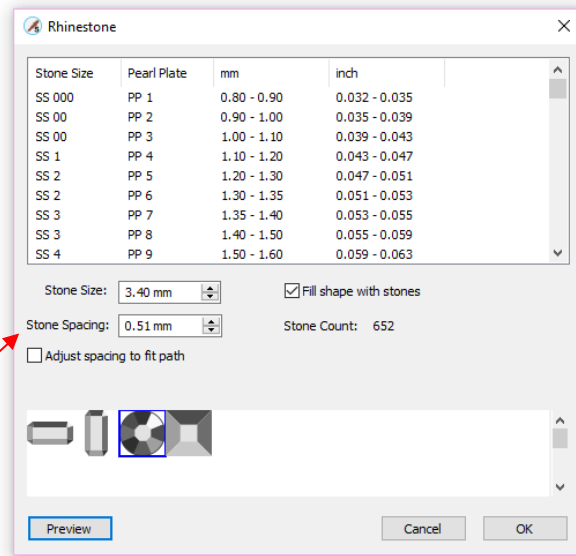 Rhinestone
Stone Size Pearl Plate mm inch
SS 000 PP 1 0.80 - 0.90 0.032 - 0.035
SS 00 PP 2 0.90 - 1.00 0.035 - 0.039
SS 00 PP 3 1.00 - 1.10 0.039 - 0.043
SS 1 PP 4 1.10 - 1.20 0.043 - 0.047
SS 2 PP 5 1.20 - 1.30 0.047 - 0.051
SS 2 PP 6 1.30 - 1.35 0.051 - 0.053
SS 3 PP 7 1.35 - 1.40 0.053 - 0.055
SS 3 PP 8 1.40 - 1.50 0.055 - 0.059
SS 4 PP 9 1.50 - 1.60 0.059 - 0.063
Stone Size: 3.40 mm Fill shape with stones
Stone Spacing: 0.51 mm Stone Count: 652
Adjust spacing to fit path
Preview Cancel OK